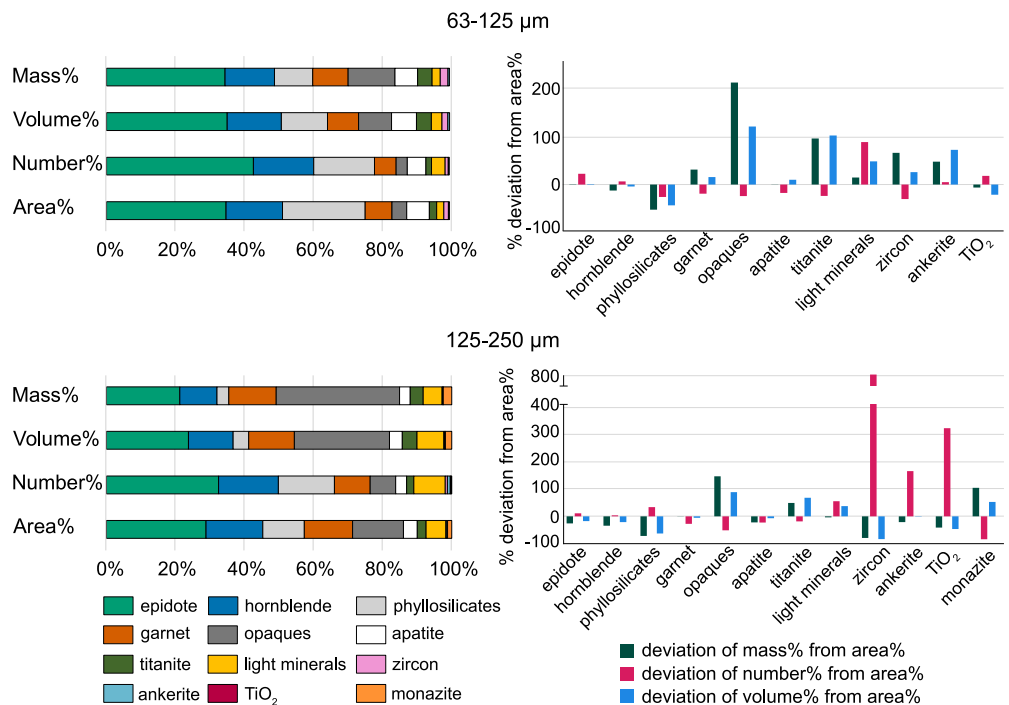 63-125 µm
Mass%
Volume%
Number%
Area%
0% 20% 40% 60% 80% 100%
% deviation from area%
200
100
0
-100
epidote
hornblende
phyllosilicates
garnet
opaques
apatite
titanite
light minerals
zircon
ankerite
TiO₂
125-250 µm
Mass%
Volume%
Number%
Area%
0% 20% 40% 60% 80% 100%
% deviation from area%
800
400
300
200
100
0
-100
epidote
hornblende
phyllosilicates
garnet
opaques
apatite
titanite
light minerals
zircon
ankerite
TiO₂
monazite
epidote hornblende phyllosilicates
garnet opaques apatite
titanite light minerals zircon
ankerite TiO₂ monazite
deviation of mass% from area%
deviation of number% from area%
deviation of volume% from area%